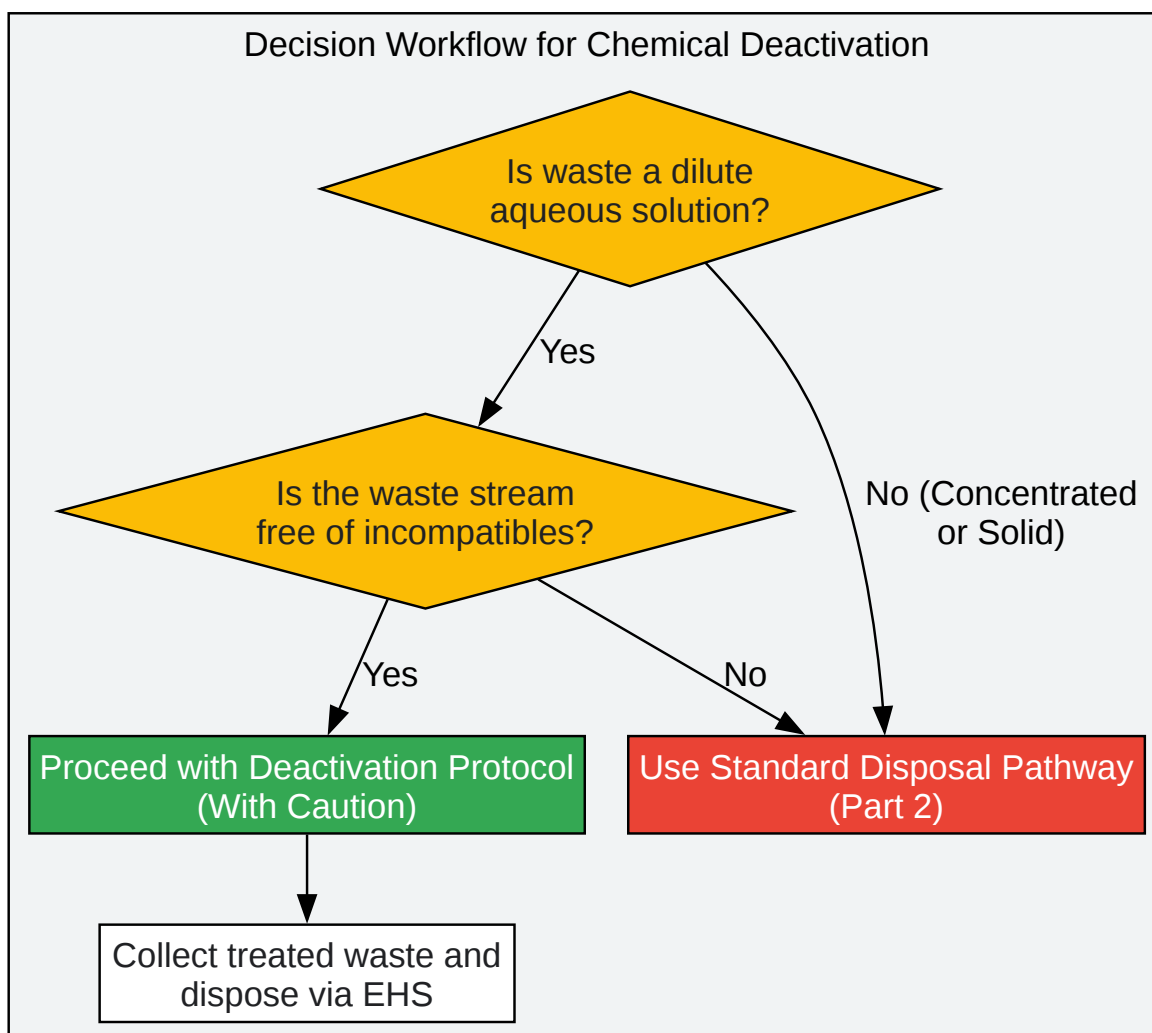 Decision Workflow for Chemical Deactivation
Is waste a dilute
aqueous solution?
Yes
Is the waste stream
free of incompatibles?
No (Concentrated
or Solid)
Yes
No
Proceed with Deactivation Protocol
(With Caution)
Use Standard Disposal Pathway
(Part 2)
Collect treated waste and
dispose via EHS